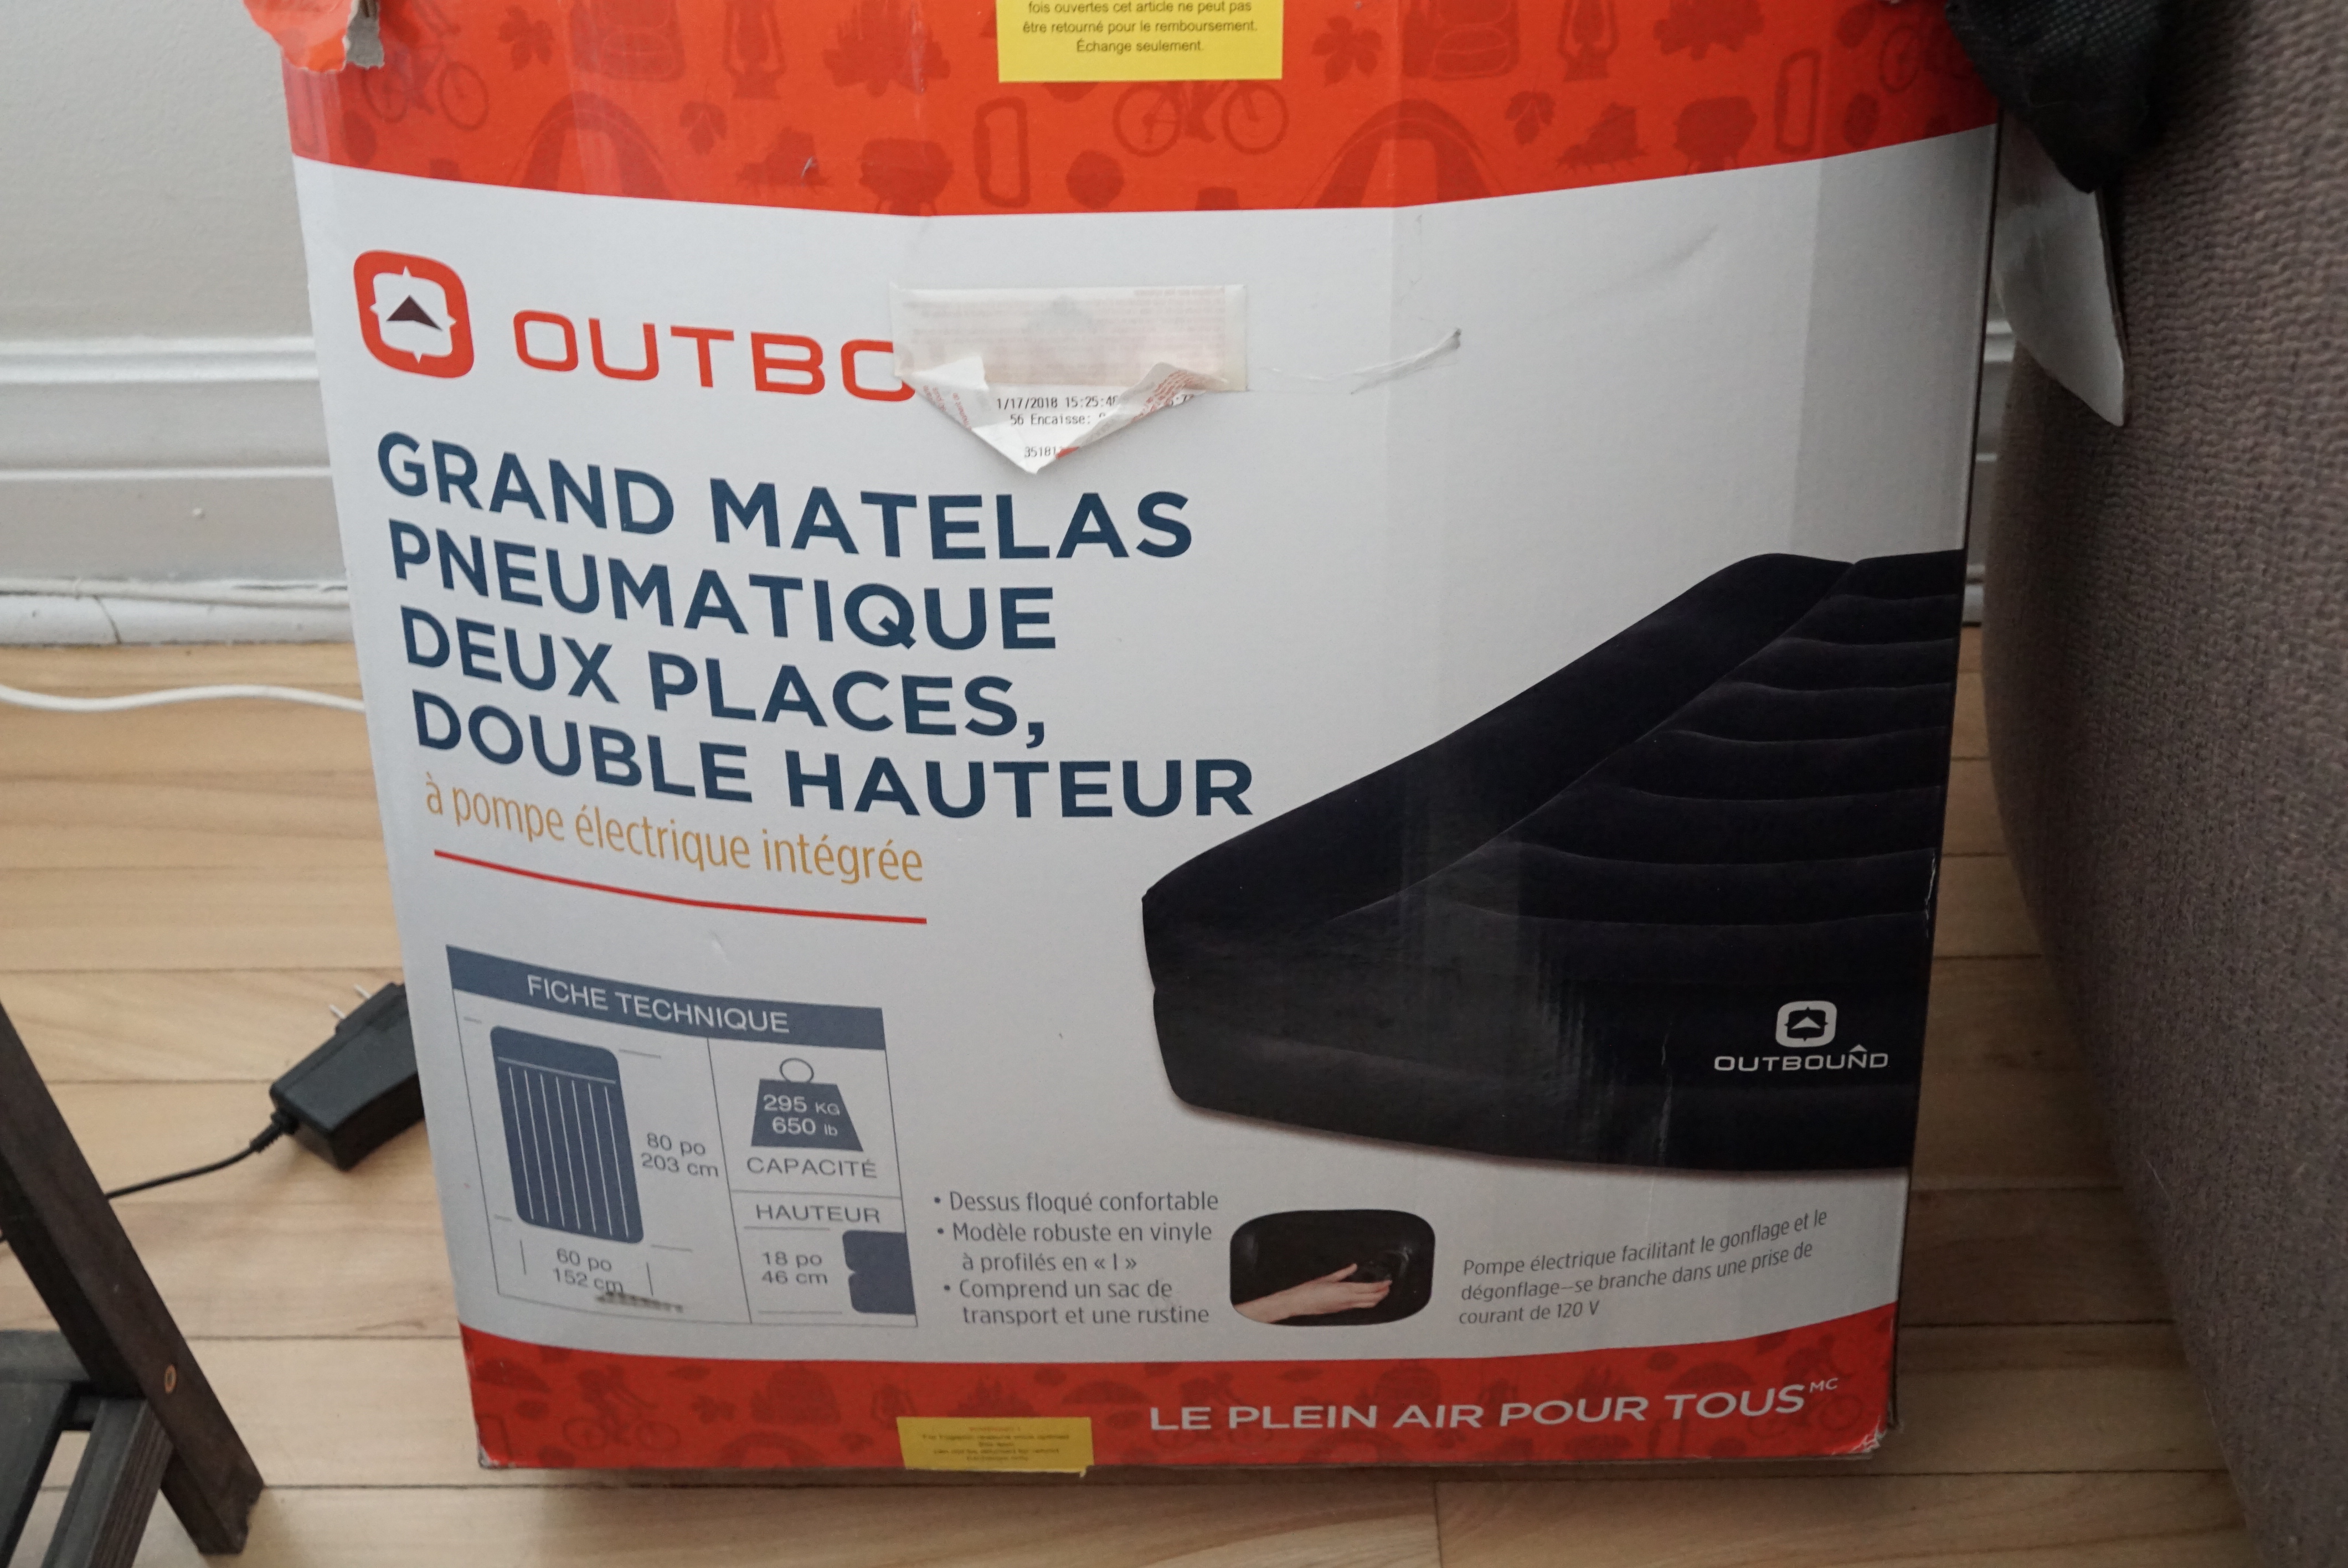 fois ouvertes cet article ne peut pas
être retourné pour le remboursement.
Échange seulement.
OUTBO
1/17/2018 15:25:4
56 Encaisse:
3518
GRAND MATELAS
PNEUMATIQUE
DEUX PLACES,
DOUBLE HAUTEUR
à pompe électrique intégrée
FICHE TECHNIQUE
80 po
203 cm
60 po
152 cm
295 KG
650 lb
CAPACITÉ
HAUTEUR
18 po
46 cm
• Dessus floqué confortable
• Modèle robuste en vinyle
à profilés en « I »
• Comprend un sac de
transport et une rustine
OUTBOUND
Pompe électrique facilitant le gonflage et le
dégonflage—se branche dans une prise de
courant de 120 V
LE PLEIN AIR POUR TOUS MC